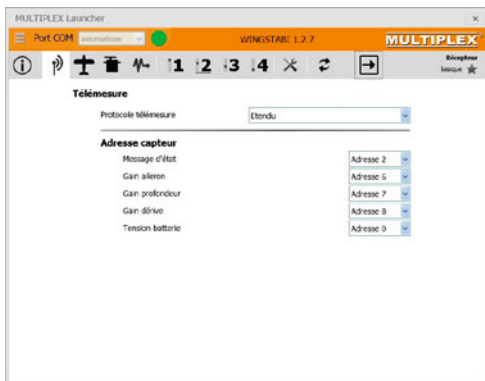 MULTIPLEX Launcher
Port COM automatique WINGSTABI 1.2.7 MULTIPLEX
1 2 3 4 Récepteur
basique
Télémesure
Protocole télémesure Etendu
Adresse capteur
Message d'état Adresse 2
Gain aileron Adresse 6
Gain profondeur Adresse 7
Gain dérive Adresse 8
Tension batterie Adresse 0